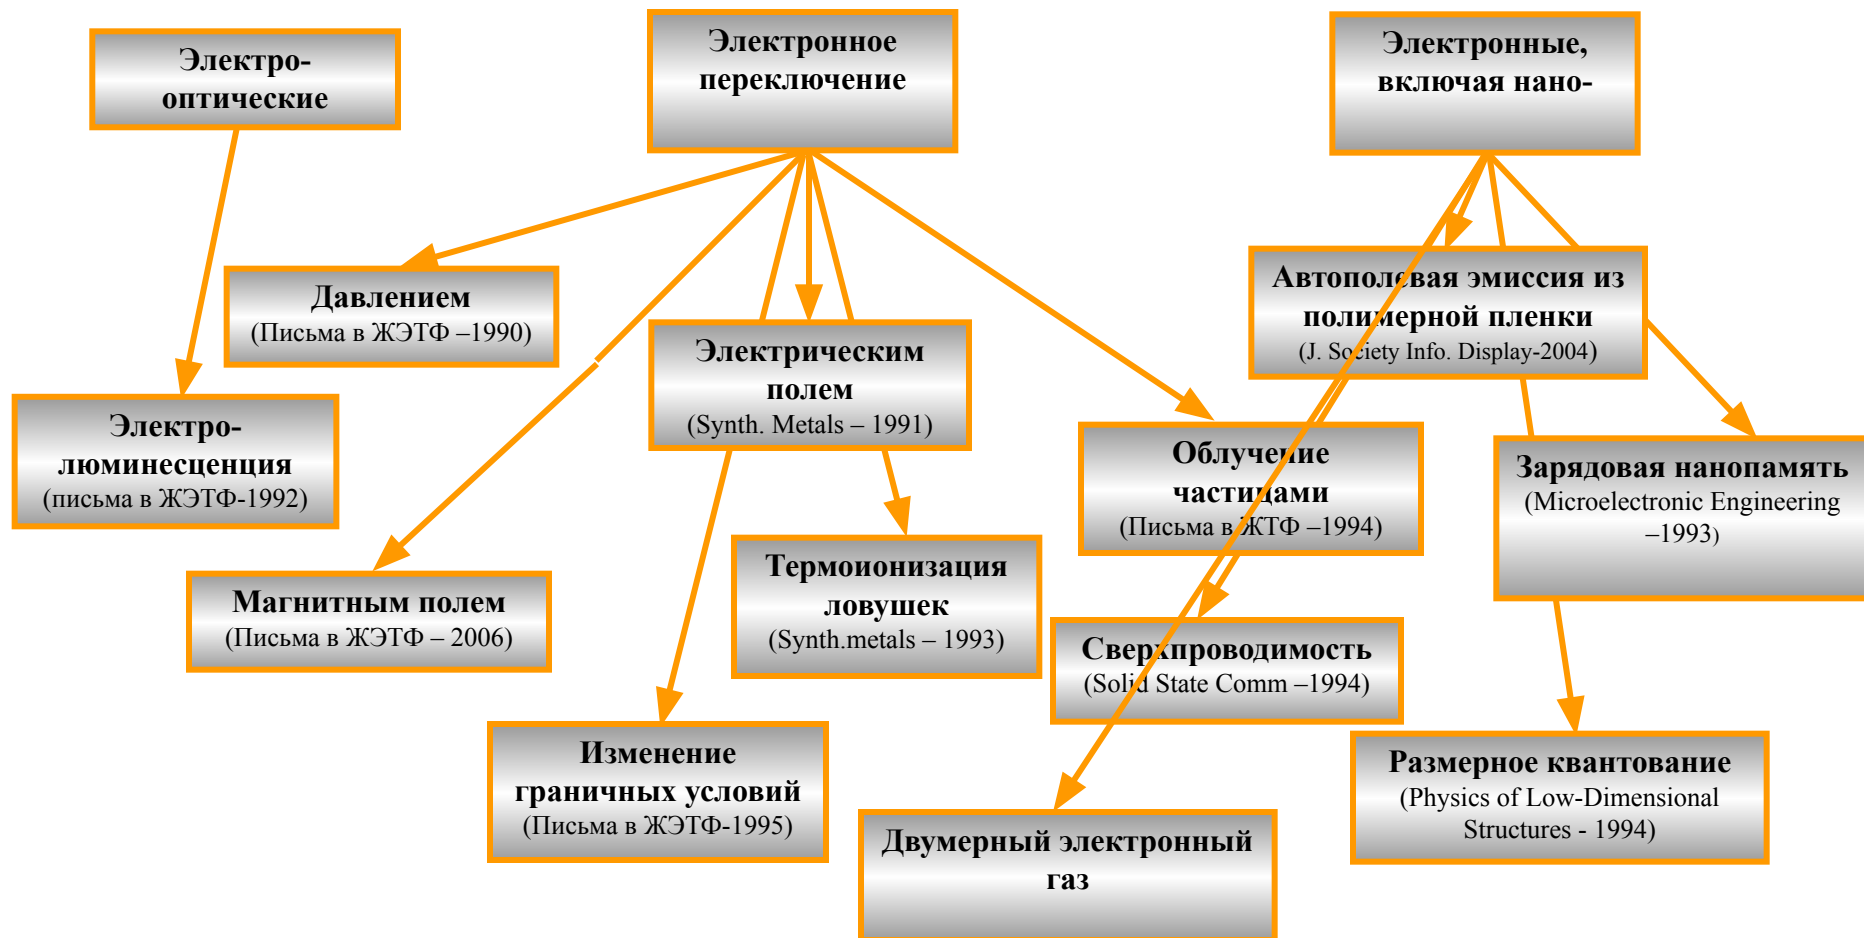 Электро-
оптические
Электронное
переключение
Электронные,
включая нано-
Давлением
(Письма в ЖЭТФ –1990)
Автополевая эмиссия из
полимерной пленки
(J. Society Info. Display-2004)
Электрическим
полем
(Synth. Metals – 1991)
Электро-
люминесценция
(письма в ЖЭТФ-1992)
Облучение
частицами
(Письма в ЖТФ –1994)
Зарядовая нанопамять
(Microelectronic Engineering
–1993)
Магнитным полем
(Письма в ЖЭТФ – 2006)
Термоионизация
ловушек
(Synth.metals – 1993)
Сверхпроводимость
(Solid State Comm –1994)
Изменение
граничных условий
(Письма в ЖЭТФ-1995)
Размерное квантование
(Physics of Low-Dimensional
Structures - 1994)
Двумерный электронный
газ